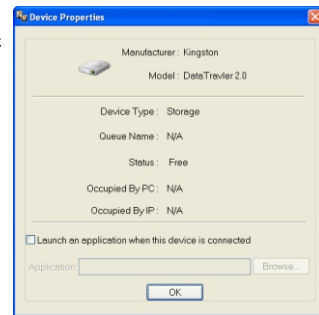 Device Properties
Manufacturer : Kingston
Model : DataTravler 2.0
Device Type : Storage
Queue Name : N/A
Status : Free
Occupied By PC : N/A
Occupied By IP : N/A
Launch an application when this device is connected
Application:
Browse...
OK